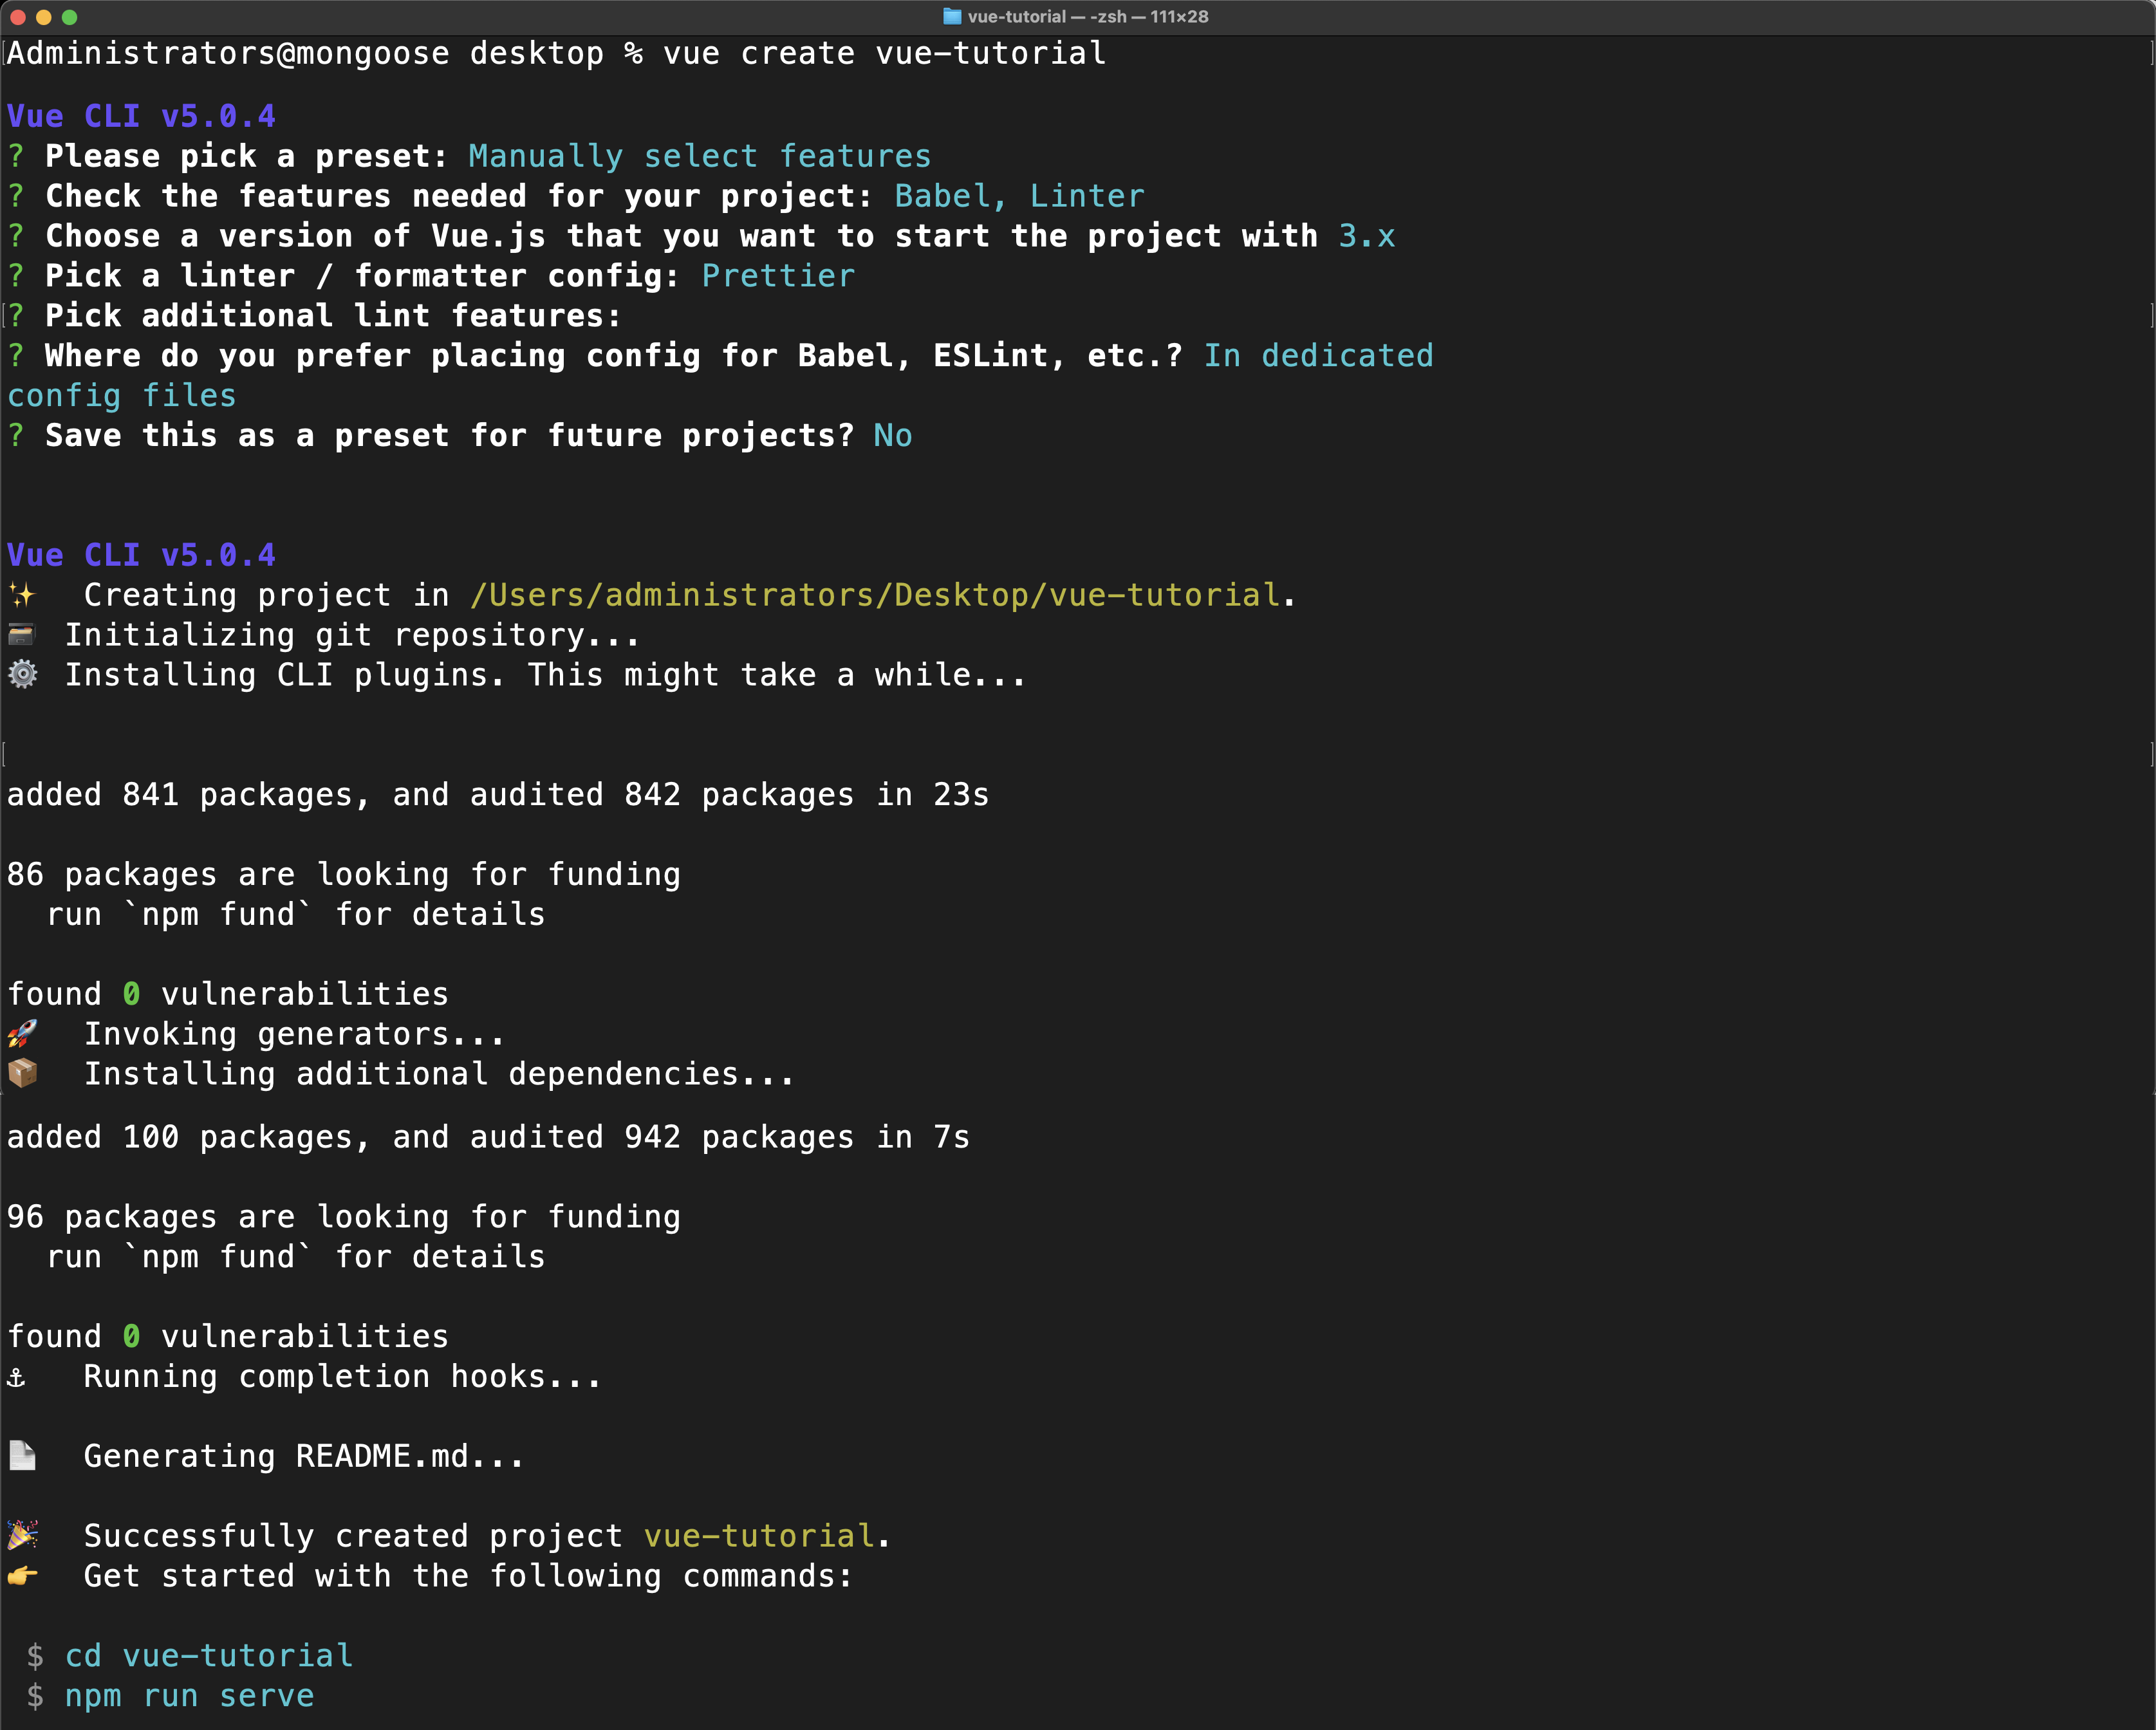 vue-tutorial — -zsh — 111×28
Administrators@mongoose desktop % vue create vue-tutorial
Vue CLI v5.0.4
? Please pick a preset: Manually select features
? Check the features needed for your project: Babel, Linter
? Choose a version of Vue.js that you want to start the project with 3.x
? Pick a linter / formatter config: Prettier
? Pick additional lint features:
? Where do you prefer placing config for Babel, ESLint, etc.? In dedicated
config files
? Save this as a preset for future projects? No
Vue CLI v5.0.4
✨  Creating project in /Users/administrators/Desktop/vue-tutorial.
🗃 Initializing git repository...
⚙️ Installing CLI plugins. This might take a while...
added 841 packages, and audited 842 packages in 23s
86 packages are looking for funding
  run `npm fund` for details
found 0 vulnerabilities
🚀  Invoking generators...
📦  Installing additional dependencies...
added 100 packages, and audited 942 packages in 7s
96 packages are looking for funding
  run `npm fund` for details
found 0 vulnerabilities
⚓  Running completion hooks...
📄  Generating README.md...
🎉  Successfully created project vue-tutorial.
👉  Get started with the following commands:
 $ cd vue-tutorial
 $ npm run serve